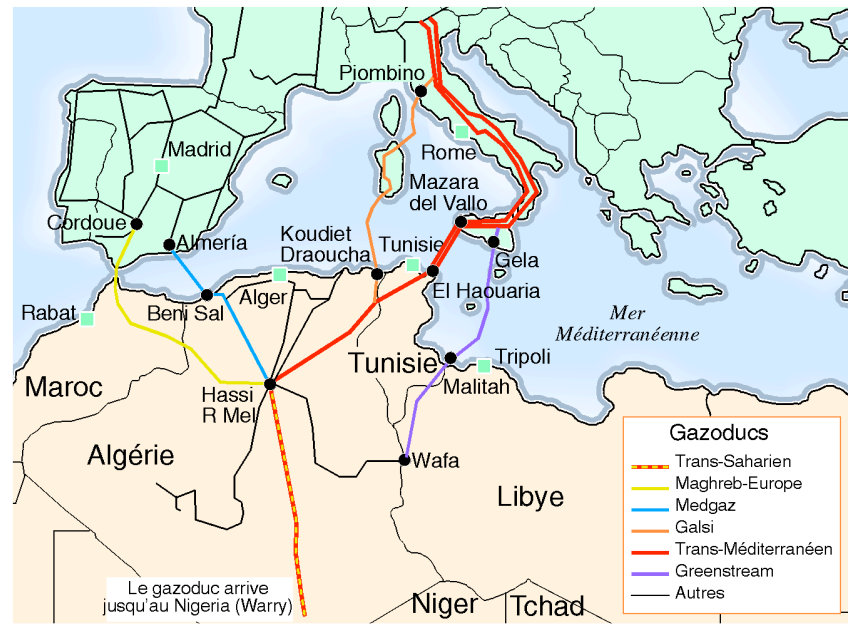 Piombino
Madrid
Rome
Mazara
del Vallo
Cordoue
Almería
Koudiet
Draoucha
Tunisie
Gela
Alger
El Haouaria
Beni Sal
Rabat
Mer
Méditerranéenne
Tunisie
Tripoli
Maroc
Malitah
Hassi
R Mel
Algérie
Wafa
Libye
Le gazoduc arrive
jusqu'au Nigeria (Warry)
Niger
Tchad
Gazoducs
Trans-Saharien
Maghreb-Europe
Medgaz
Galsi
Trans-Méditerranéen
Greenstream
Autres